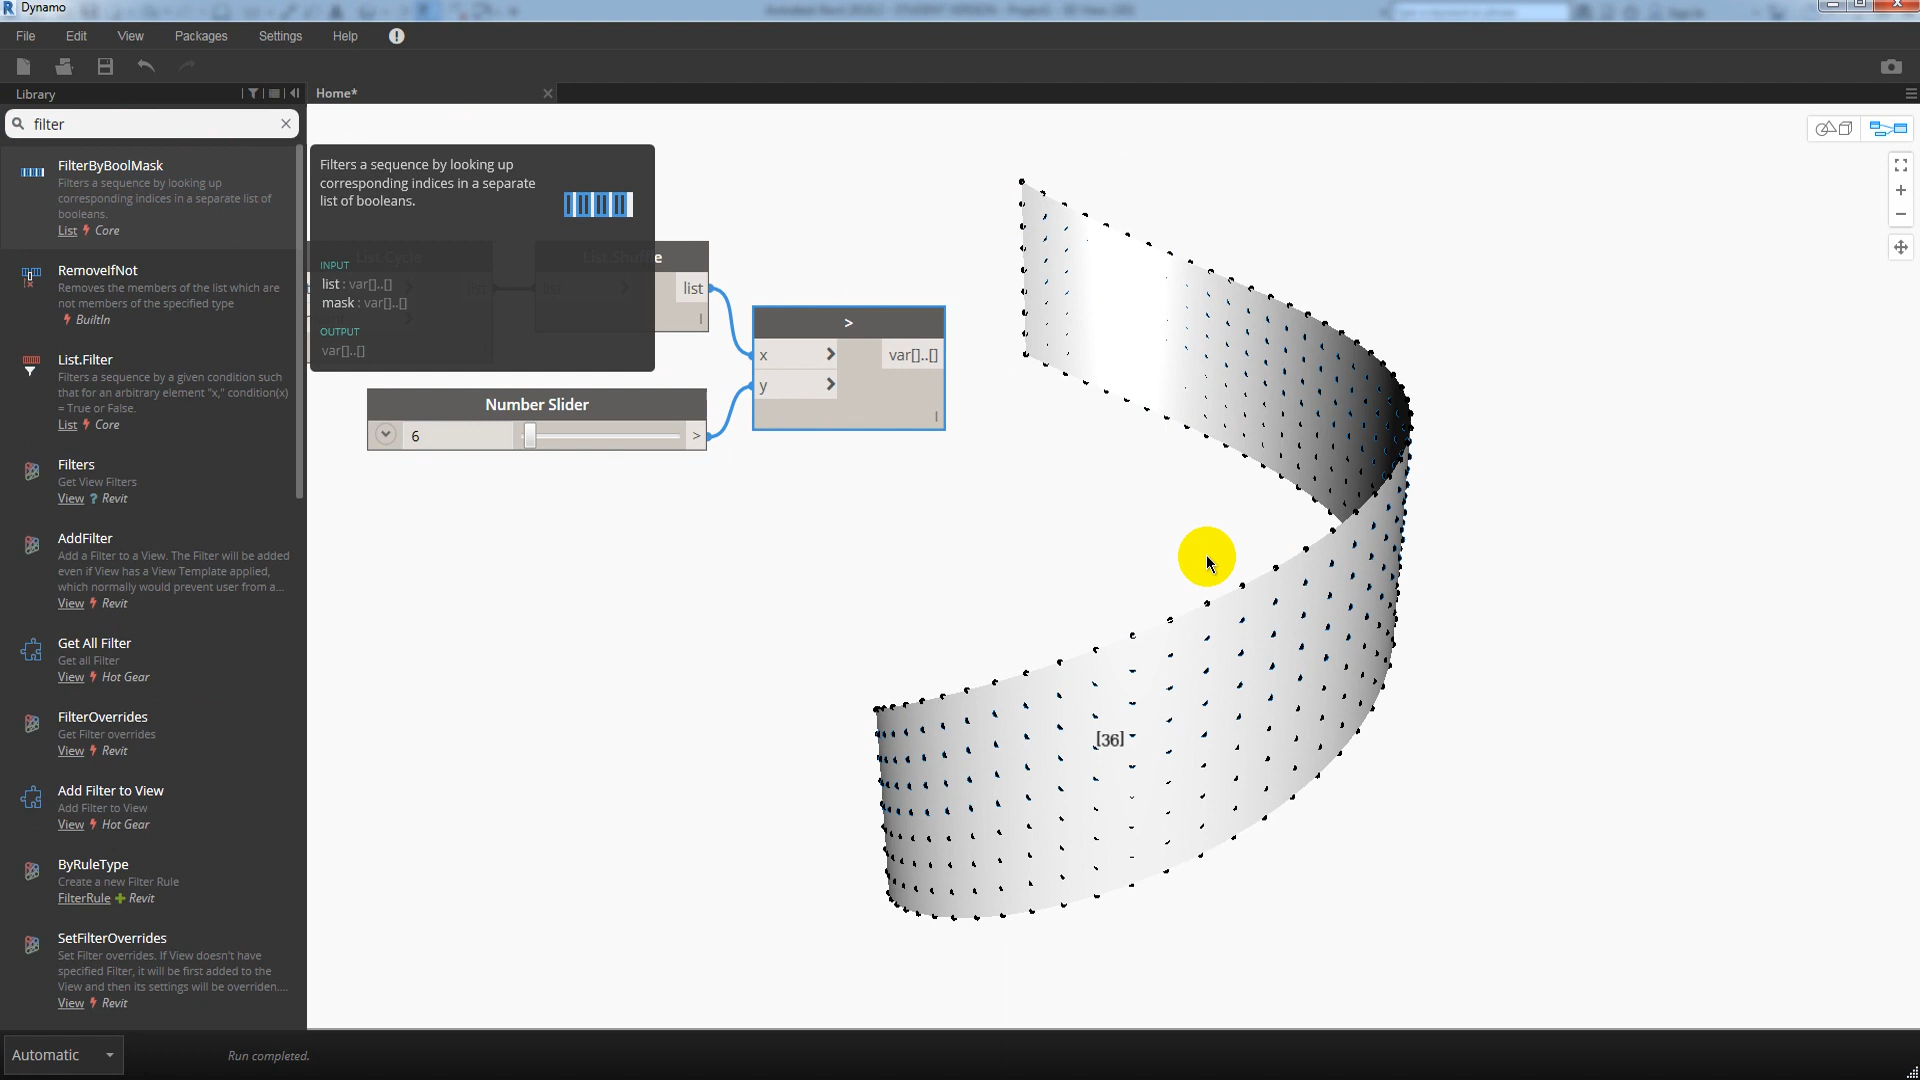 Dynamo
File Edit View Packages Settings Help
Library
Home*
filter
FilterByBoolMask
Filters a sequence by looking up
corresponding indices in a separate list of
booleans.
List Core
RemoveIfNot
Removes the members of the list which are
not members of the specified type
BuiltIn
List.Filter
Filters a sequence by a given condition such
that for an arbitrary element "x," condition(x)
= True or False.
List Core
Filters
Get View Filters
View ? Revit
AddFilter
Add a Filter to a View. The Filter will be added
even if View has a View Template applied,
which normally would prevent user from a...
View Revit
Get All Filter
Get all Filter
View Hot Gear
FilterOverrides
Get Filter overrides
View Revit
Add Filter to View
Add Filter to View
View Hot Gear
ByRuleType
Create a new Filter Rule
FilterRule Revit
SetFilterOverrides
Set Filter overrides. If View doesn't have
specified Filter, it will be first added to the
View and then its settings will be overriden....
View Revit
Filters a sequence by looking up
corresponding indices in a separate
list of booleans.
INPUT
list : var[]..[]
mask : var[]..[]
OUTPUT
var[]..[]
List.Cycle
list
List.Shuffle
list >
list
l
Number Slider
6 >
>
x > var[]..[]
y >
l
[36]
Automatic
Run completed.